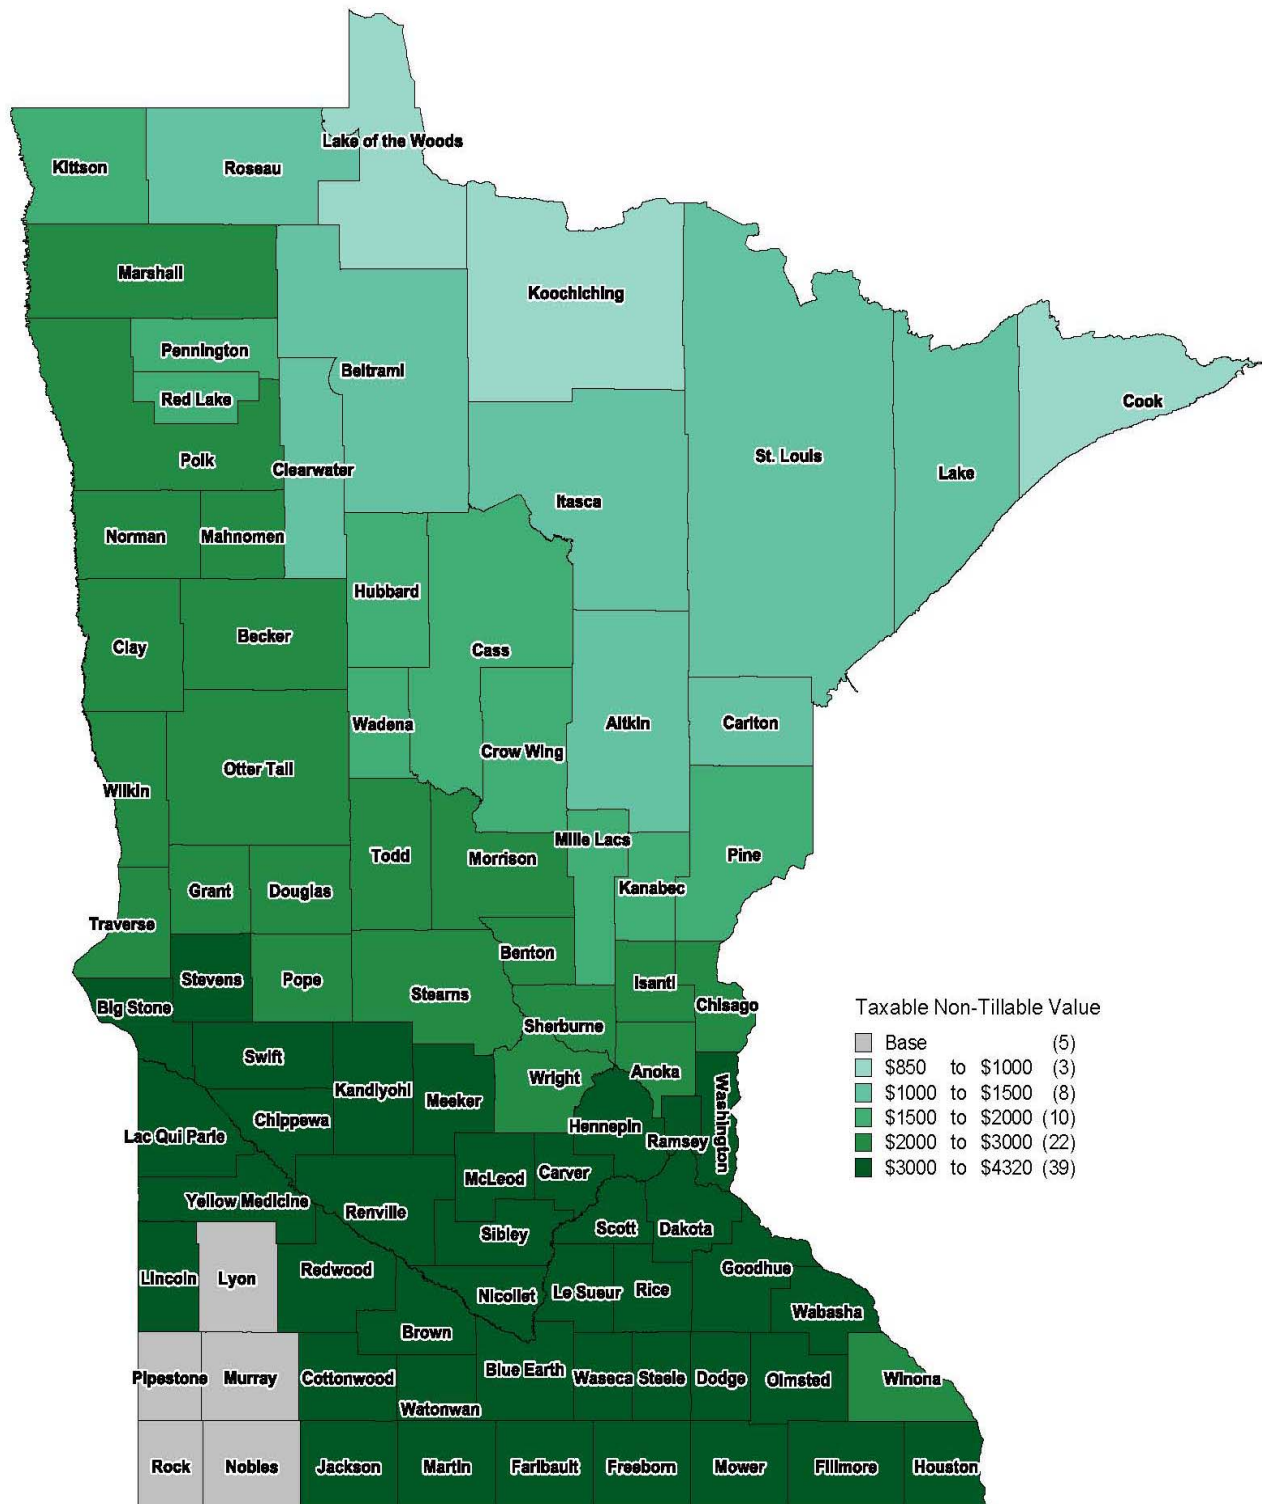 Lake of the Woods
Kittson
Roseau
Marshall
Koochiching
Pennington
Beltrami
Red Lake
Cook
Polk
Clearwater
St. Louis
Lake
Itasca
Norman
Mahnomen
Hubbard
Becker
Clay
Cass
Wadena
Aitkin
Carlton
Crow Wing
Otter Tail
Wilkin
Mille Lacs
Todd
Morrison
Pine
Grant
Douglas
Kanabec
Traverse
Benton
Stevens
Pope
Isanti
Stearns
Chisago
Big Stone
Sherburne
Swift
Kandiyohi
Wright
Anoka
Meeker
Washington
Chippewa
Hennepin
Lac Qui Parle
Ramsey
McLeod
Carver
Yellow Medicine
Renville
Sibley
Scott
Dakota
Lincoln
Lyon
Redwood
Goodhue
Nicollet
Le Sueur
Rice
Wabasha
Brown
Pipestone
Murray
Cottonwood
Blue Earth
Waseca
Steele
Dodge
Olmsted
Winona
Watonwan
Rock
Nobles
Jackson
Martin
Faribault
Freeborn
Mower
Fillmore
Houston
Taxable Non-Tillable Value
Base (5)
$850 to $1000 (3)
$1000 to $1500 (8)
$1500 to $2000 (10)
$2000 to $3000 (22)
$3000 to $4320 (39)